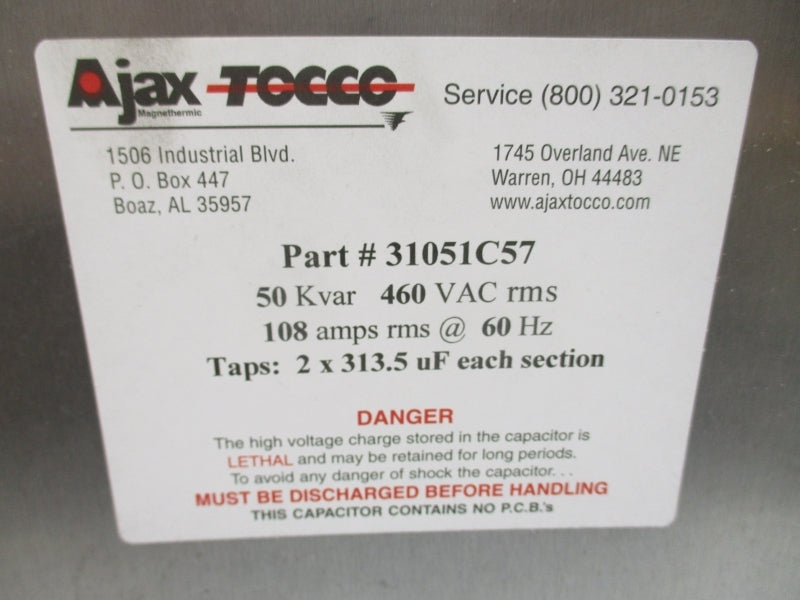 Ajax TOCCO
Magnethermic
Service (800) 321-0153
1506 Industrial Blvd.
P. O. Box 447
Boaz, AL 35957
1745 Overland Ave. NE
Warren, OH 44483
www.ajaxtocco.com
Part # 31051C57
50 Kvar 460 VAC rms
108 amps rms @ 60 Hz
Taps: 2 x 313.5 uF each section
DANGER
The high voltage charge stored in the capacitor is
LETHAL and may be retained for long periods.
To avoid any danger of shock the capacitor. . .
MUST BE DISCHARGED BEFORE HANDLING
THIS CAPACITOR CONTAINS NO P.C.B.'s